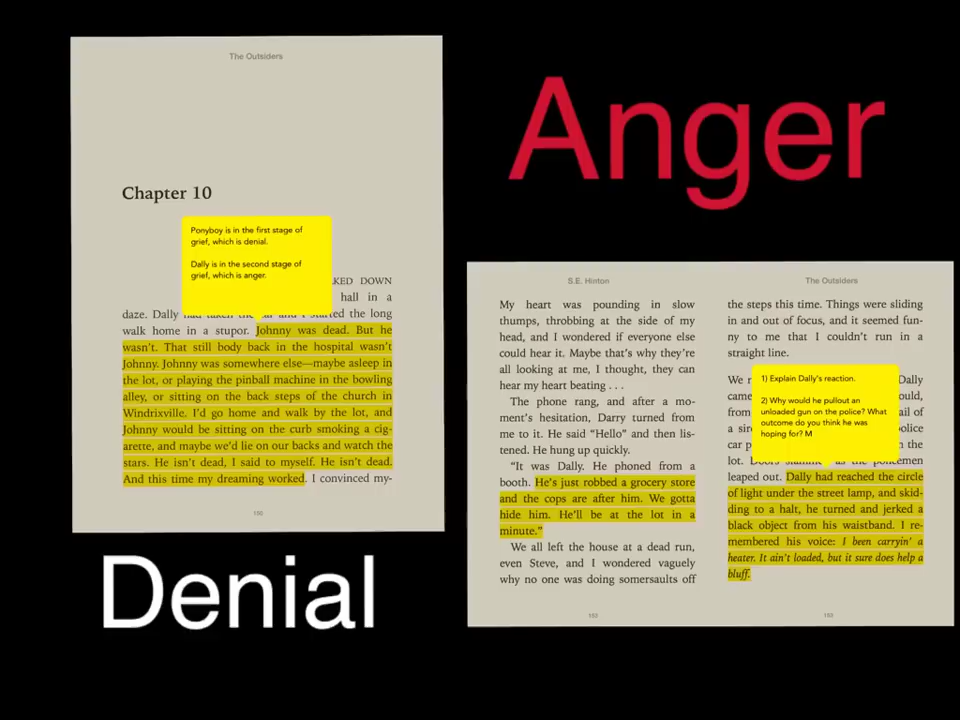 The Outsiders
Chapter 10
Ponyboy is in the first stage of
grief, which is denial.
Dally is in the second stage of
grief, which is anger.
KED DOWN
hall in a
daze. Dally had taken the car and I started the long
walk home in a stupor. Johnny was dead. But he
wasn't. That still body back in the hospital wasn't
Johnny. Johnny was somewhere else—maybe asleep in
the lot, or playing the pinball machine in the bowling
alley, or sitting on the back steps of the church in
Windrixville. I'd go home and walk by the lot, and
Johnny would be sitting on the curb smoking a cig-
arette, and maybe we'd lie on our backs and watch the
stars. He isn't dead, I said to myself. He isn't dead.
And this time my dreaming worked. I convinced my-
150
Denial
Anger
S.E. Hinton
My heart was pounding in slow
thumps, throbbing at the side of my
head, and I wondered if everyone else
could hear it. Maybe that's why they're
all looking at me, I thought, they can
hear my heart beating . . .
The phone rang, and after a mo-
ment's hesitation, Darry turned from
me to it. He said "Hello" and then lis-
tened. He hung up quickly.
"It was Dally. He phoned from a
booth. He's just robbed a grocery store
and the cops are after him. We gotta
hide him. He'll be at the lot in a
minute."
We all left the house at a dead run,
even Steve, and I wondered vaguely
why no one was doing somersaults off
152
The Outsiders
the steps this time. Things were sliding
in and out of focus, and it seemed fun-
ny to me that I couldn't run in a
straight line.
We r
Dally
came
ould,
from
ail of
a sir
police
car p
n the
1) Explain Dally's reaction.
2) Why would he pullout an
unloaded gun on the police? What
outcome do you think he was
hoping for? M
lot. Doors slammed as the policemen
leaped out. Dally had reached the circle
of light under the street lamp, and skid-
ding to a halt, he turned and jerked a
black object from his waistband. I re-
membered his voice: I been carryin' a
heater. It ain't loaded, but it sure does help a
bluff.
153